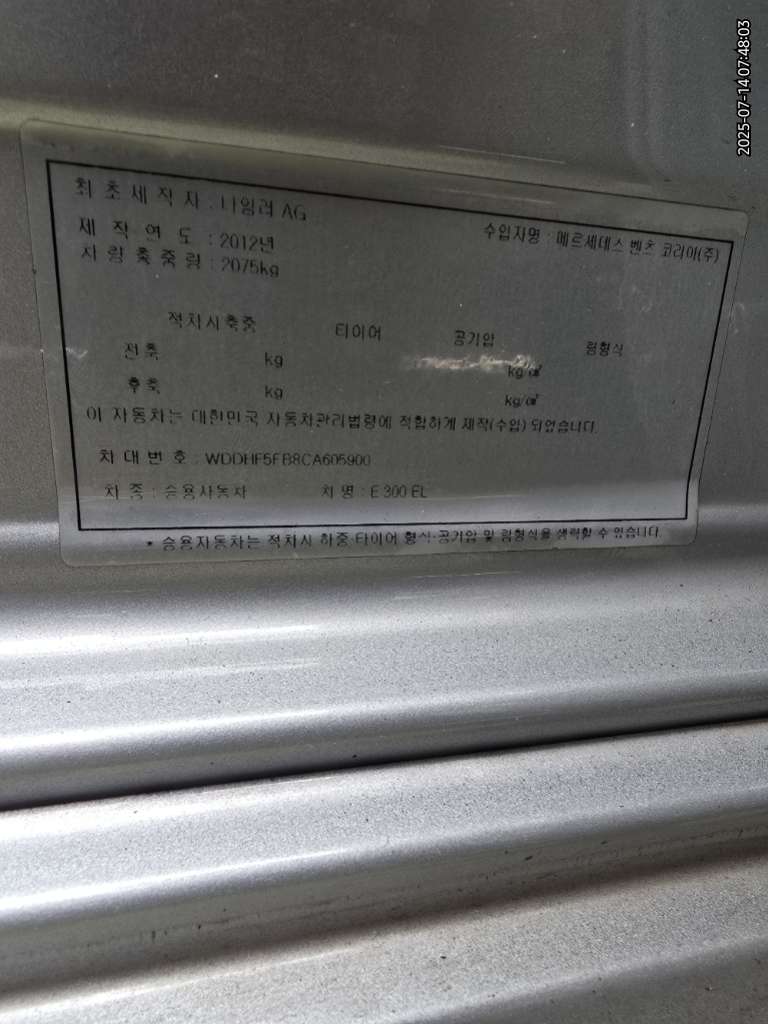 2025-07-14 07:48:03
최초제작자 : 다임러 AG
제작연도 : 2012년
수입자명 : 메르세데스 벤츠 코리아(주)
차량총중량 : 2075kg
적차시축중 타이어 공기압 림형식
전축 kg kg/㎠
후축 kg kg/㎠
이 자동차는 대한민국 자동차관리법령에 적합하게 제작(수입) 되었습니다.
차대번호 : WDDHF5FB8CA605900
차종 : 승용자동차 차명 : E 300 EL
* 승용자동차는 적차시 하중·타이어 형식·공기압 및 림형식을 생략할 수 있습니다.